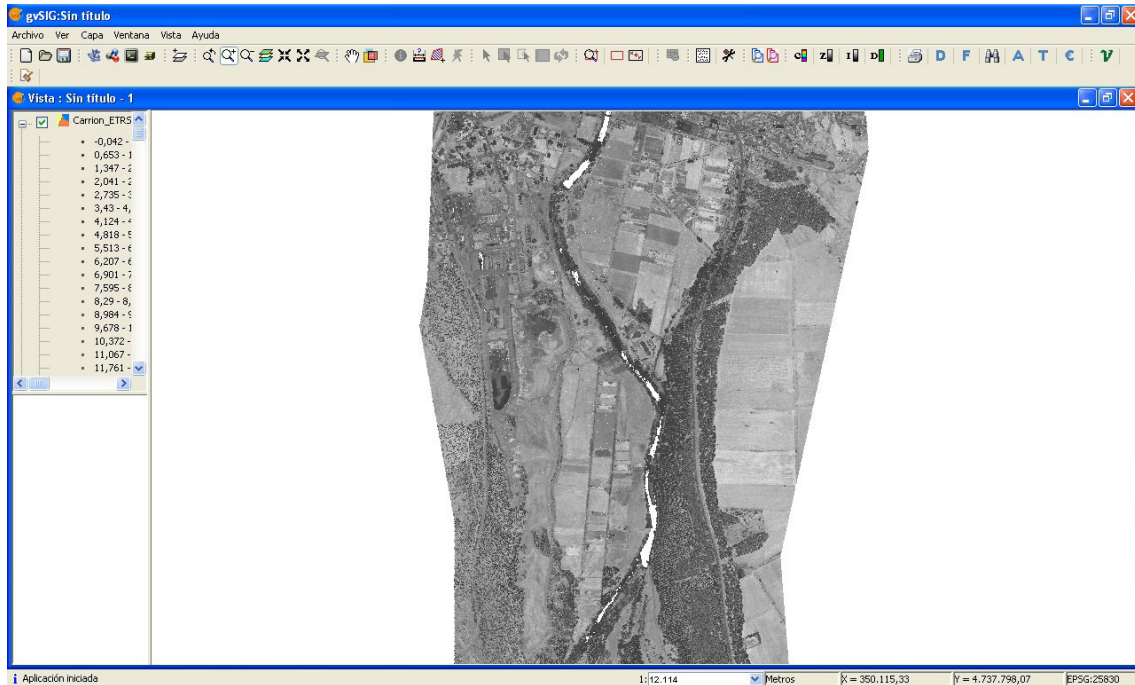 gvSIG:Sin título
Archivo Ver Capa Ventana Vista Ayuda
C Z I D D F A T C V
Vista : Sin título - 1
Carrion_ETRS
-0,042 -
0,653 - 1
1,347 - 2
2,041 - 2
2,735 - 3
3,43 - 4,
4,124 - 4
4,818 - 5
5,513 - 6
6,207 - 6
6,901 - 7
7,595 - 8
8,29 - 8,
8,984 - 9
9,678 - 1
10,372 -
11,067 -
11,761 -
Aplicación iniciada 1:12.114 Metros X = 350.115,33 Y = 4.737.798,07 EPSG:25830